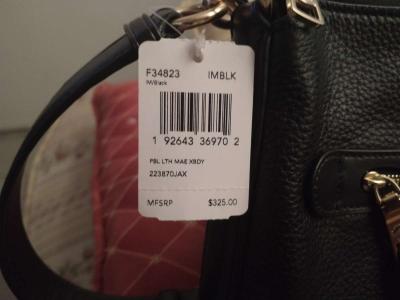 F34823 IMBLK
IM/Black
1 92643 36970 2
PBL LTH MAE XBDY
223870JAX
MFSRP $325.00